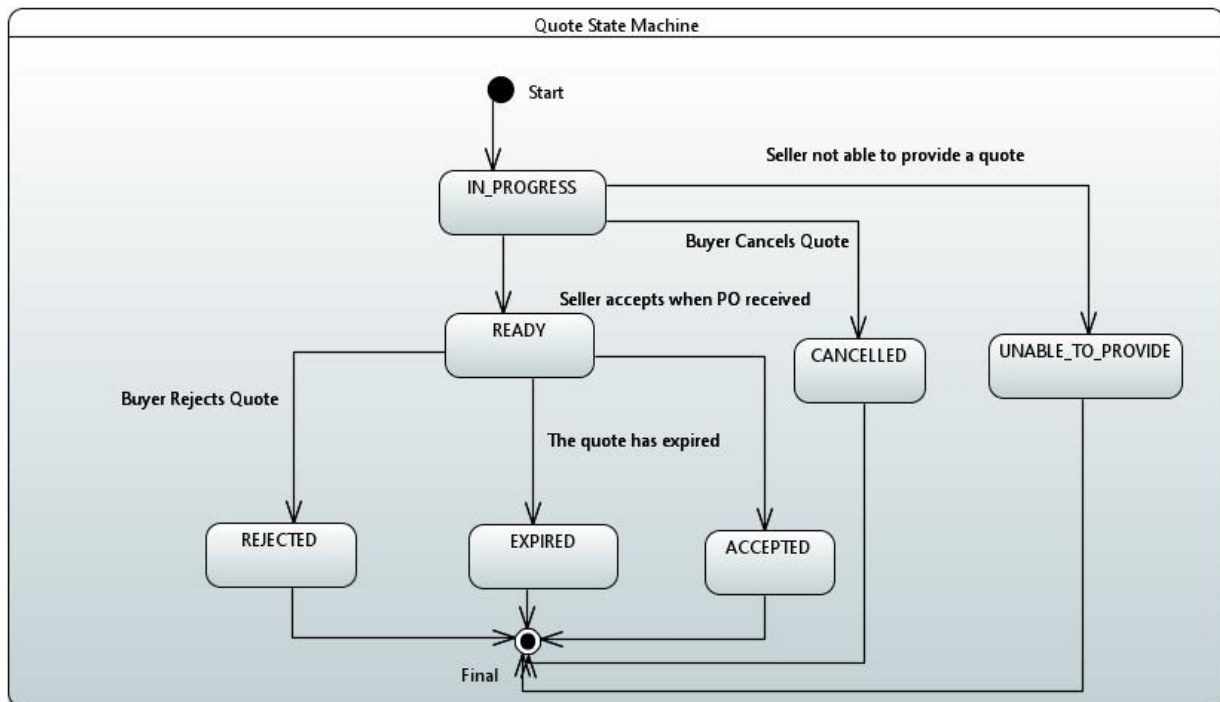 Quote State Machine
Start
Seller not able to provide a quote
IN_PROGRESS
Buyer Cancels Quote
Seller accepts when PO received
READY
CANCELLED
UNABLE_TO_PROVIDE
Buyer Rejects Quote
The quote has expired
REJECTED
EXPIRED
ACCEPTED
Final